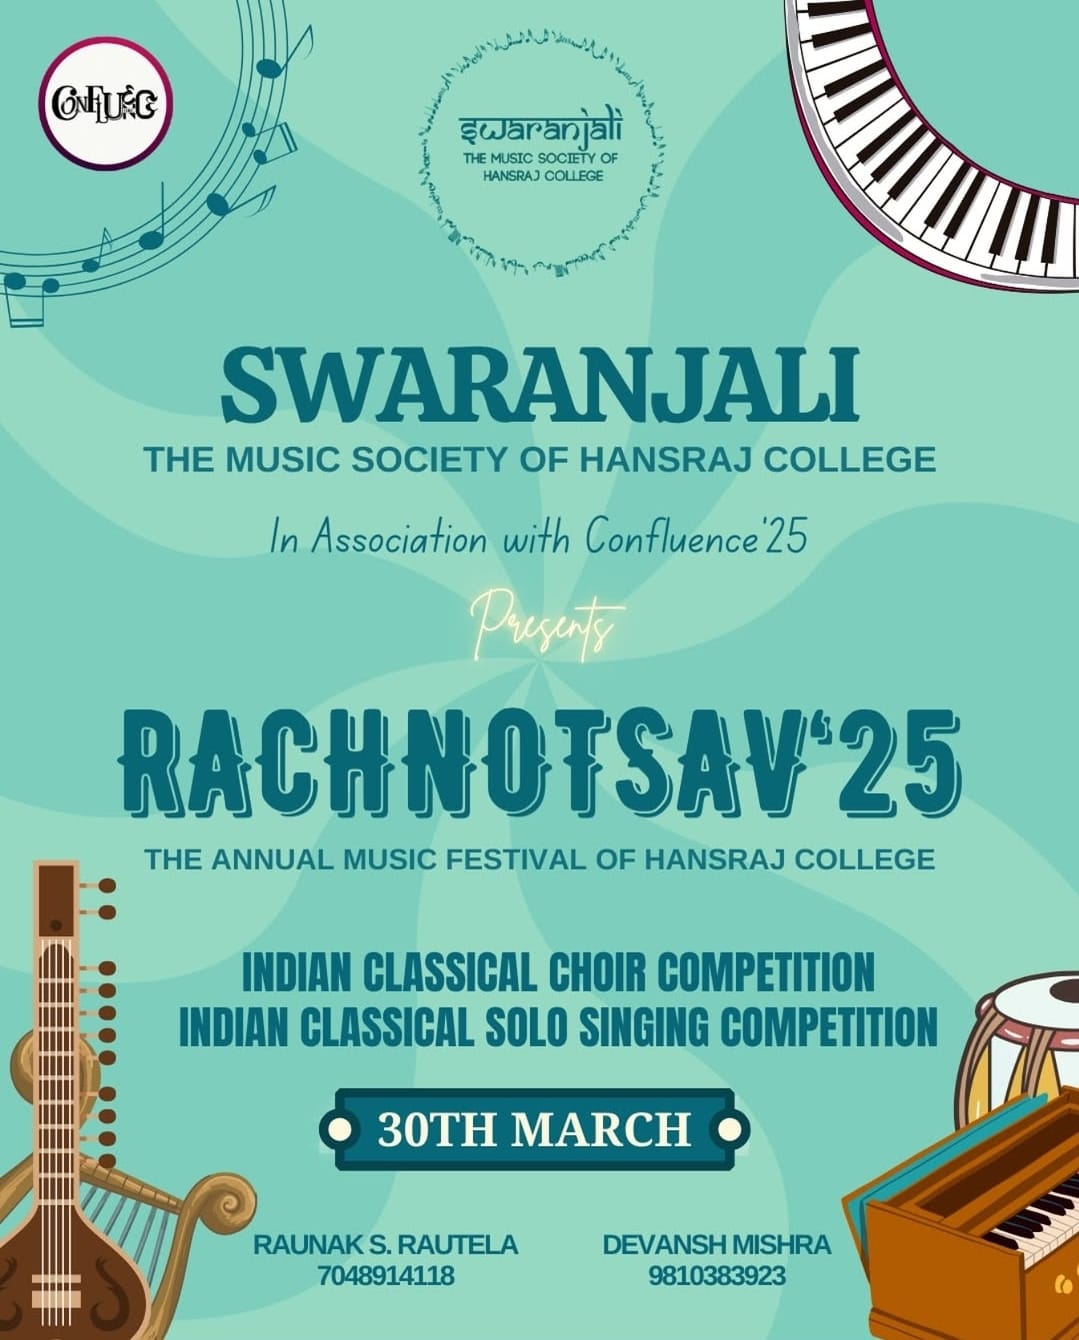 CONFLUENCE
swaranjali
THE MUSIC SOCIETY OF
HANSRAJ COLLEGE
SWARANJALI
THE MUSIC SOCIETY OF HANSRAJ COLLEGE
In Association with Confluence'25
Presents
RACHNOTSAV‘25
THE ANNUAL MUSIC FESTIVAL OF HANSRAJ COLLEGE
INDIAN CLASSICAL CHOIR COMPETITION
INDIAN CLASSICAL SOLO SINGING COMPETITION
30TH MARCH
RAUNAK S. RAUTELA
7048914118
DEVANSH MISHRA
9810383923